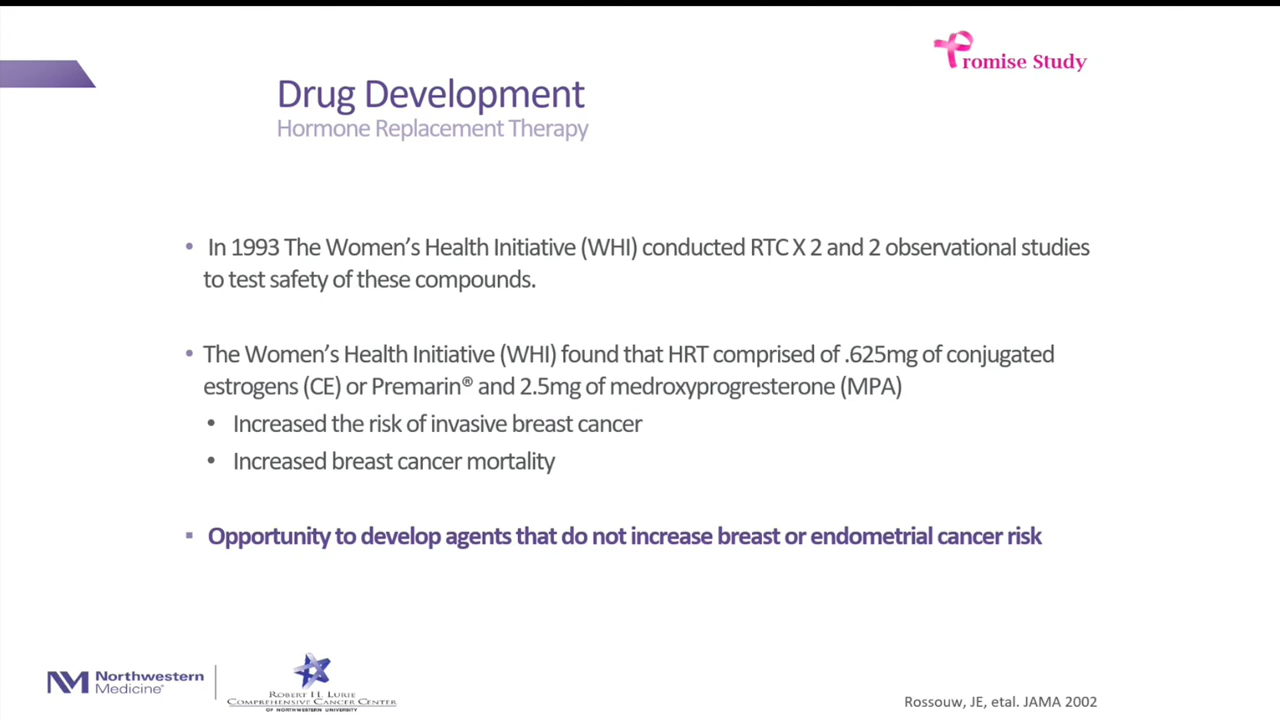 Promise Study
Drug Development
Hormone Replacement Therapy
• In 1993 The Women's Health Initiative (WHI) conducted RTC X 2 and 2 observational studies
to test safety of these compounds.
• The Women's Health Initiative (WHI) found that HRT comprised of .625mg of conjugated
estrogens (CE) or Premarin® and 2.5mg of medroxyprogresterone (MPA)
• Increased the risk of invasive breast cancer
• Increased breast cancer mortality
▪ Opportunity to develop agents that do not increase breast or endometrial cancer risk
NM Northwestern
Medicine®
Robert H. Lurie
Comprehensive Cancer Center
of Northwestern University
Rossouw, JE, etal. JAMA 2002